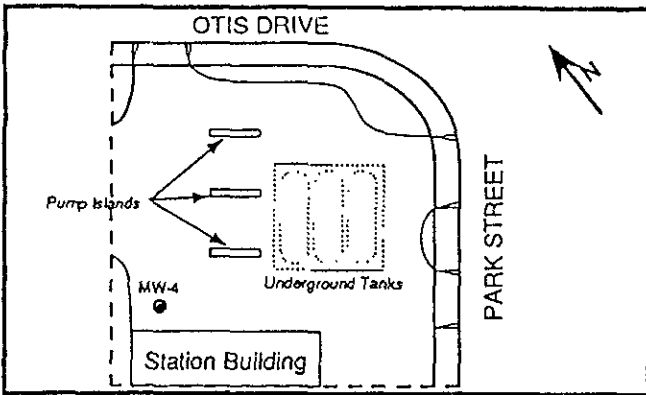 OTIS DRIVE
N
Pump Islands
PARK STREET
Underground Tanks
MW-4
Station Building